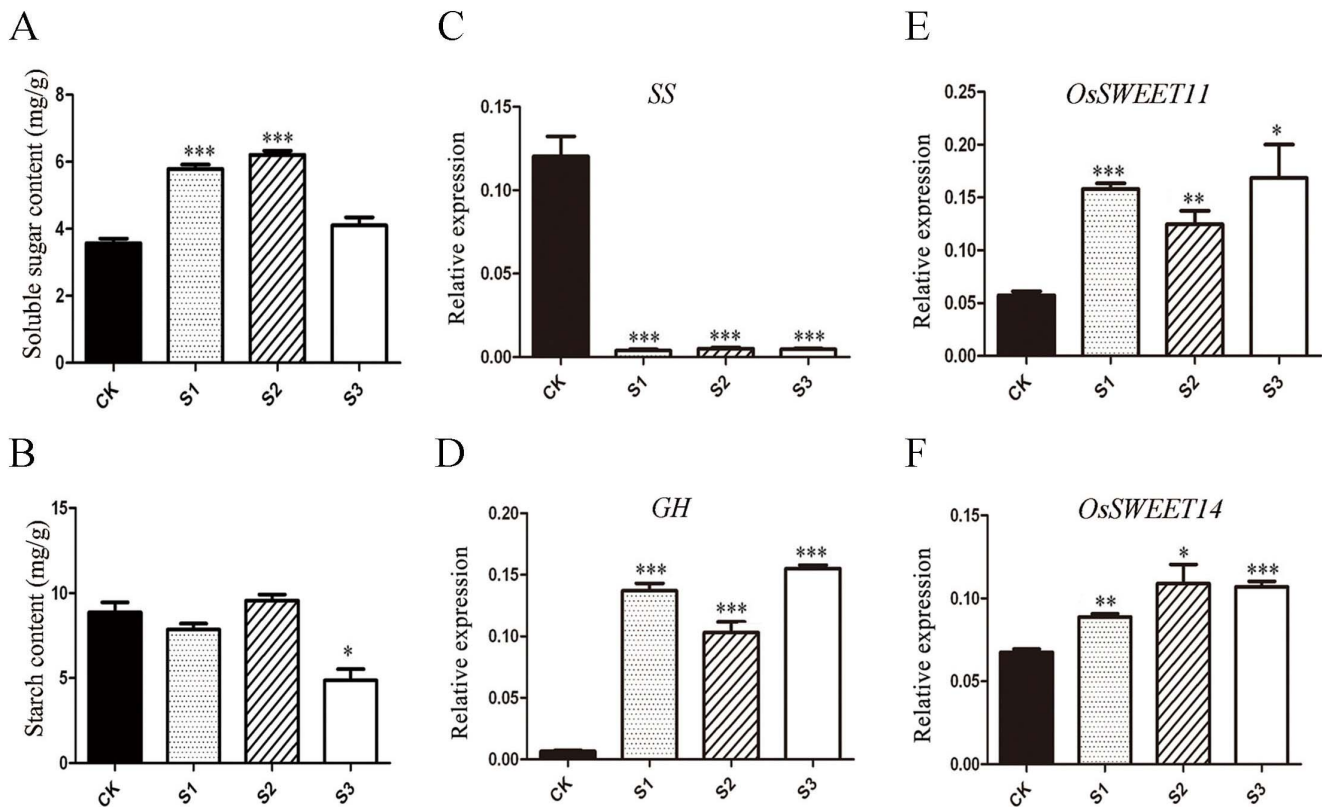 A
Soluble sugar content (mg/g)
8
6
4
2
0
***
***
CK
S1
S2
S3
B
Starch content (mg/g)
15
10
5
0
*
CK
S1
S2
S3
C
SS
Relative expression
0.15
0.10
0.05
0.00
***
***
***
CK
S1
S2
S3
D
GH
Relative expression
0.20
0.15
0.10
0.05
0.00
***
***
***
CK
S1
S2
S3
E
OsSWEET11
Relative expression
0.25
0.20
0.15
0.10
0.05
0.00
***
**
*
CK
S1
S2
S3
F
OsSWEET14
Relative expression
0.15
0.10
0.05
0.00
**
*
***
CK
S1
S2
S3